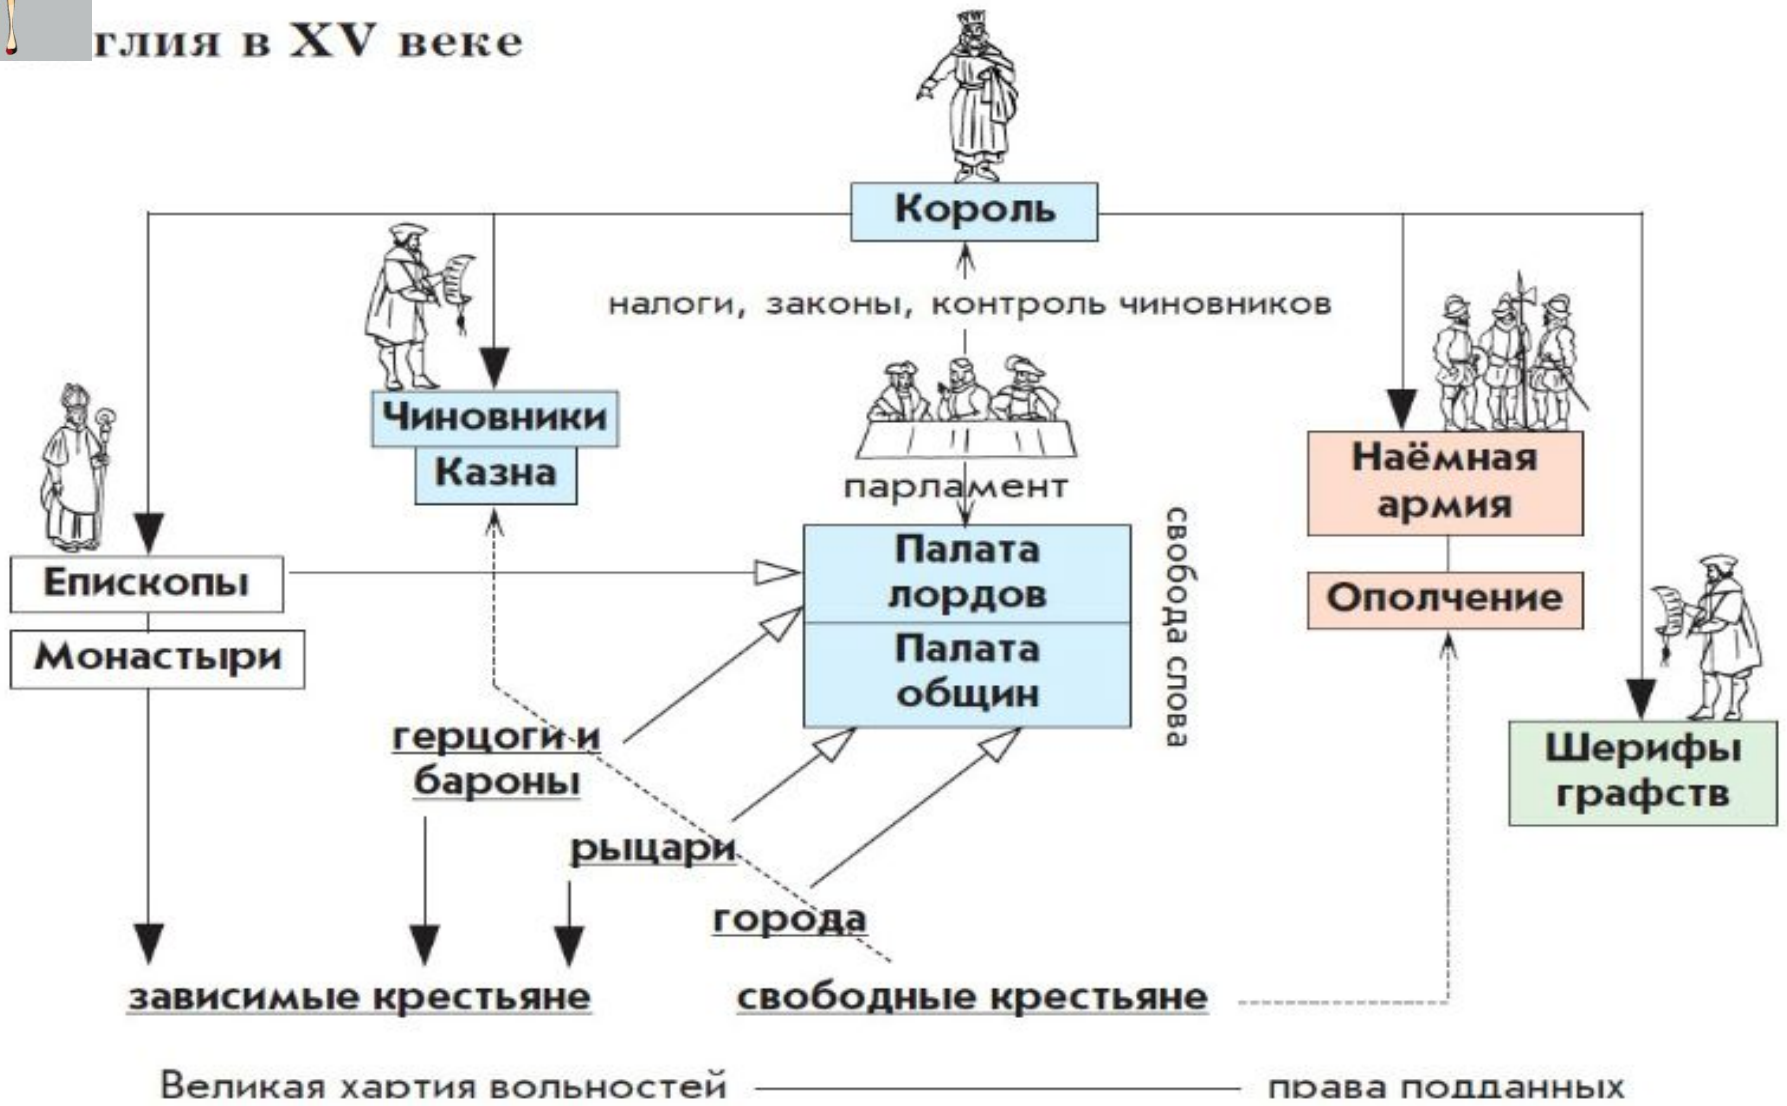 глия в XV веке
Король
налоги, законы, контроль чиновников
Чиновники
Казна
парламент
Наёмная
армия
Палата
лордов
свобода слова
Епископы
Ополчение
Монастыри
Палата
общин
герцоги и
бароны
Шерифы
графств
рыцари
города
зависимые крестьяне
свободные крестьяне
Великая хартия вольностей
права подданных